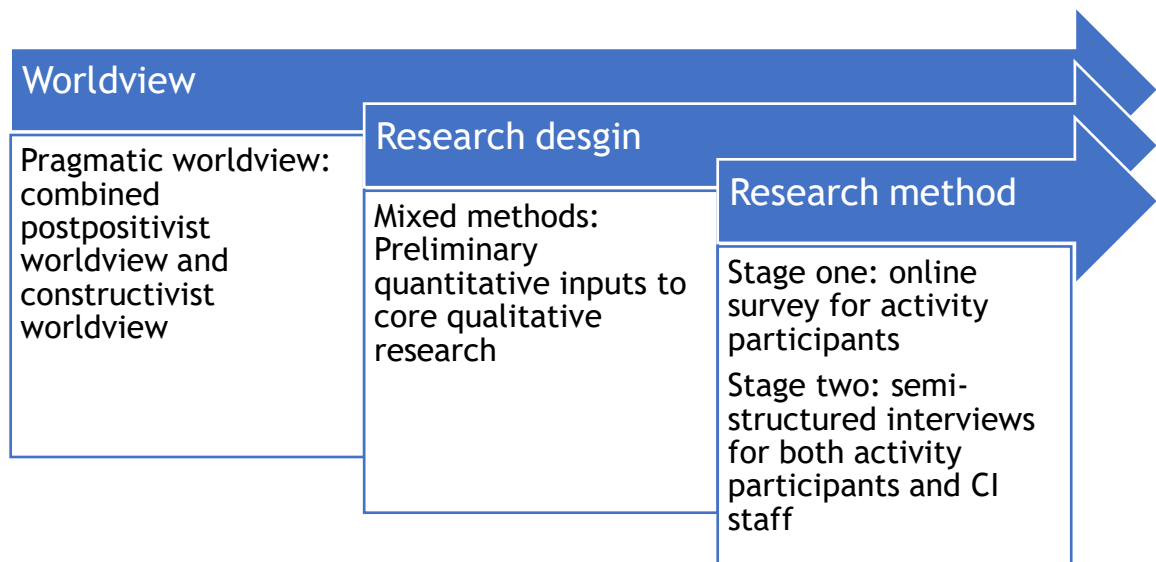 Worldview
Pragmatic worldview:
combined
postpositivist
worldview and
constructivist
worldview
Research desgin
Mixed methods:
Preliminary
quantitative inputs to
core qualitative
research
Research method
Stage one: online
survey for activity
participants
Stage two: semi-
structured interviews
for both activity
participants and CI
staff